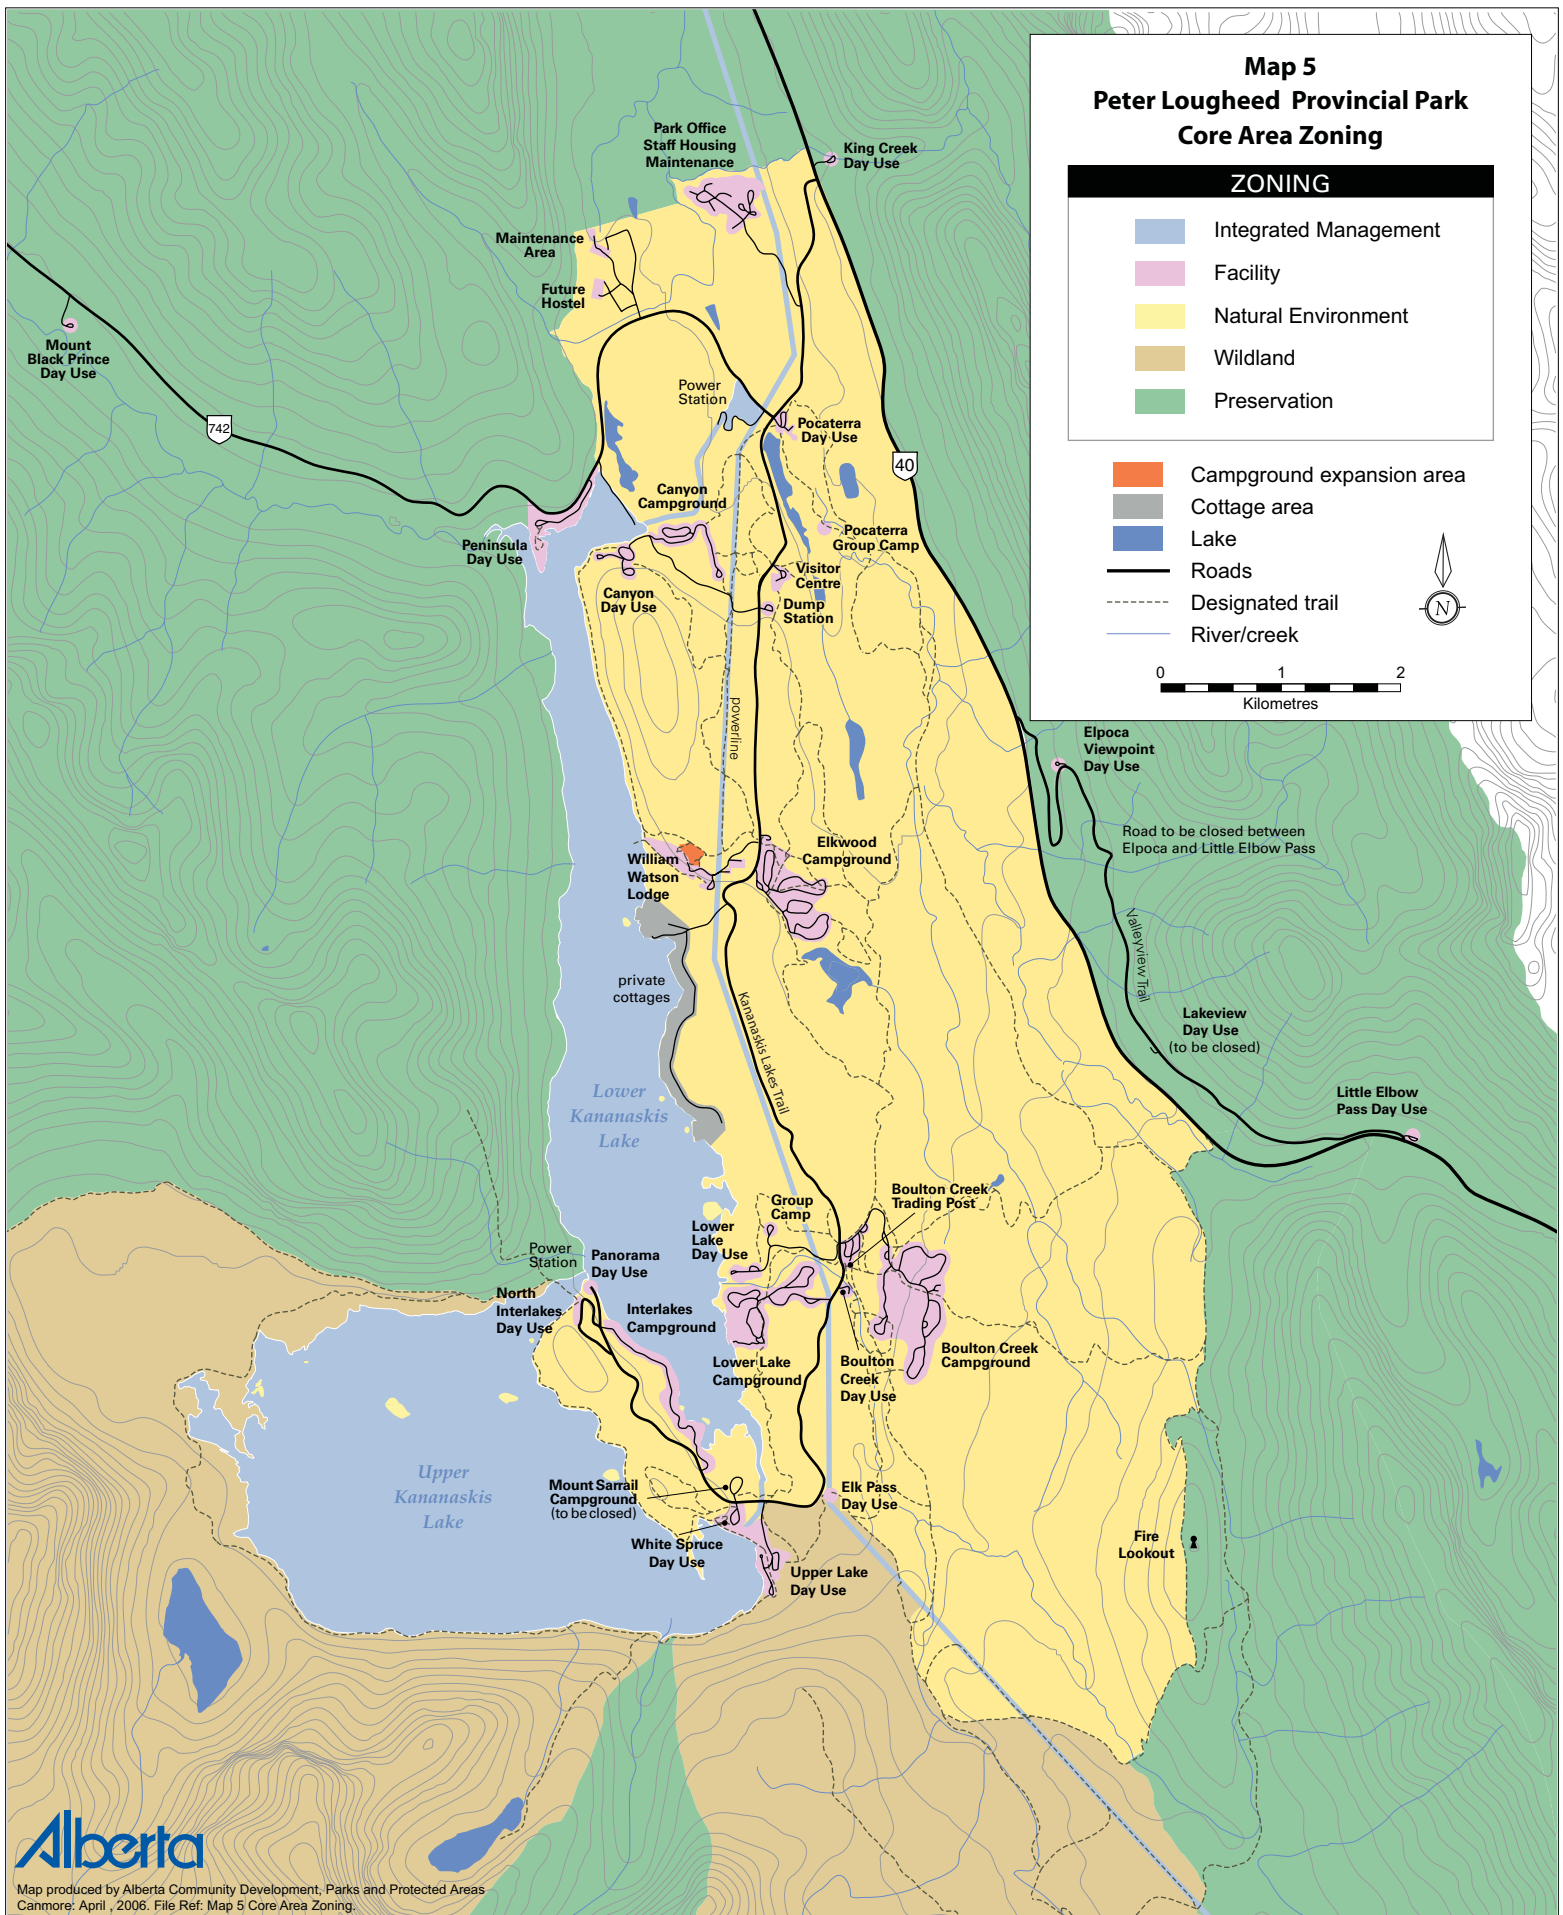 Map 5
Peter Lougheed Provincial Park
Core Area Zoning
ZONING
Integrated Management
Facility
Natural Environment
Wildland
Preservation
Campground expansion area
Cottage area
Lake
Roads
Designated trail
River/creek
N
0 1 2
Kilometres
Park Office
Staff Housing
Maintenance
King Creek
Day Use
Maintenance
Area
Future
Hostel
Mount
Black Prince
Day Use
742
Power
Station
Pocaterra
Day Use
40
Canyon
Campground
Peninsula
Day Use
Pocaterra
Group Camp
Visitor
Centre
Canyon
Day Use
Dump
Station
powerline
Elpoca
Viewpoint
Day Use
Road to be closed between
Elpoca and Little Elbow Pass
Elkwood
Campground
William
Watson
Lodge
Valleyview Trail
private
cottages
Kananaskis Lakes Trail
Lakeview
Day Use
(to be closed)
Lower
Kananaskis
Lake
Little Elbow
Pass Day Use
Boulton Creek
Trading Post
Group
Camp
Lower
Lake
Day Use
Power
Station
Panorama
Day Use
North
Interlakes
Day Use
Interlakes
Campground
Lower Lake
Campground
Boulton
Creek
Day Use
Boulton Creek
Campground
Upper
Kananaskis
Lake
Mount Sarrail
Campground
(to be closed)
Elk Pass
Day Use
White Spruce
Day Use
Fire
Lookout
Upper Lake
Day Use
Alberta
Map produced by Alberta Community Development, Parks and Protected Areas
Canmore: April , 2006. File Ref: Map 5 Core Area Zoning.